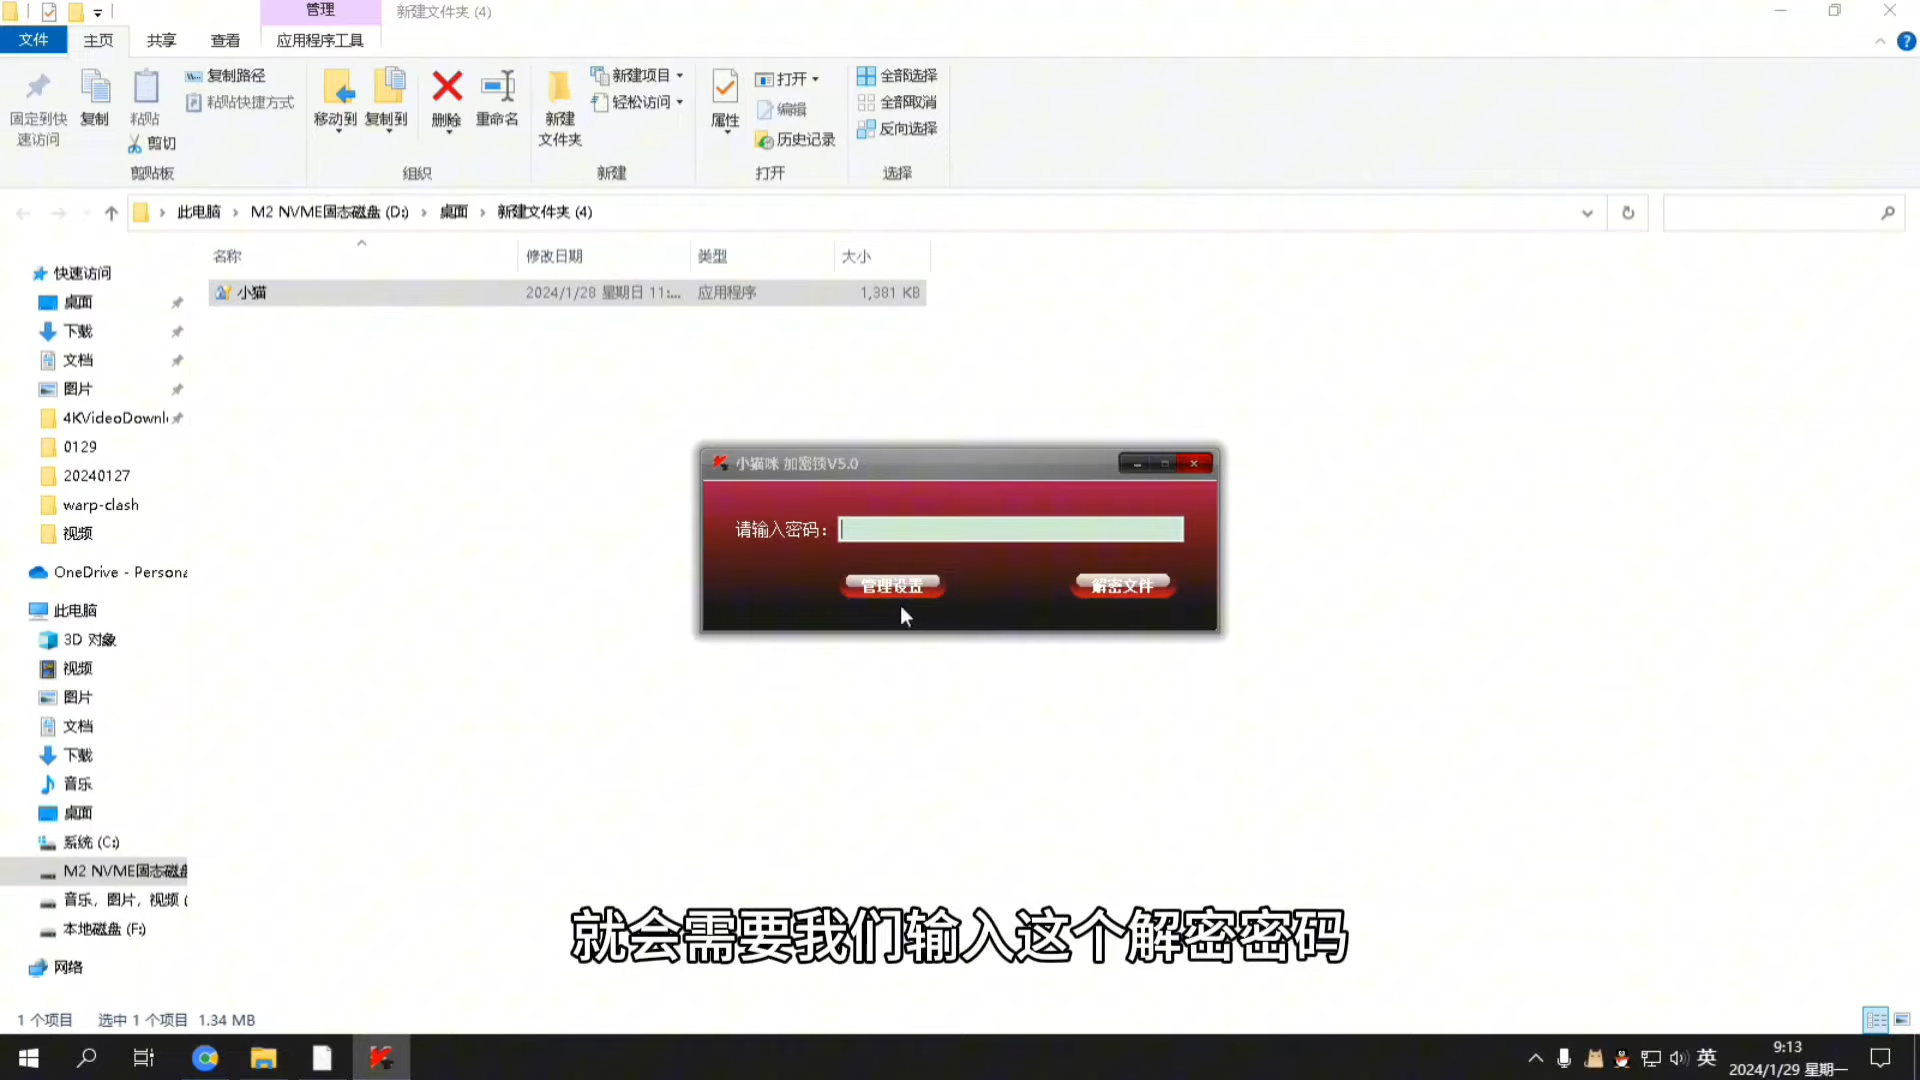 管理
新建文件夹 (4)
文件
主页
共享
查看
应用程序工具
固定到快
速访问
复制
粘贴
复制路径
粘贴快捷方式
剪切
剪贴板
移动到
复制到
删除
重命名
组织
新建
文件夹
新建项目
轻松访问
新建
属性
打开
编辑
历史记录
打开
全部选择
全部取消
反向选择
选择
此电脑 › M2 NVME固态磁盘 (D:) › 桌面 › 新建文件夹 (4)
名称 修改日期 类型 大小
小猫 2024/1/28 星期日 11:... 应用程序 1,381 KB
快速访问
桌面
下载
文档
图片
4KVideoDownl
0129
20240127
warp-clash
视频
OneDrive - Persona
此电脑
3D 对象
视频
图片
文档
下载
音乐
桌面
系统 (C:)
M2 NVME固态磁盘
音乐，图片，视频 (
本地磁盘 (F:)
网络
小猫咪 加密锁V5.0
请输入密码：
管理设置
解密文件
就会需要我们输入这个解密密码
1 个项目 选中 1 个项目 1.34 MB
英
9:13
2024/1/29 星期一